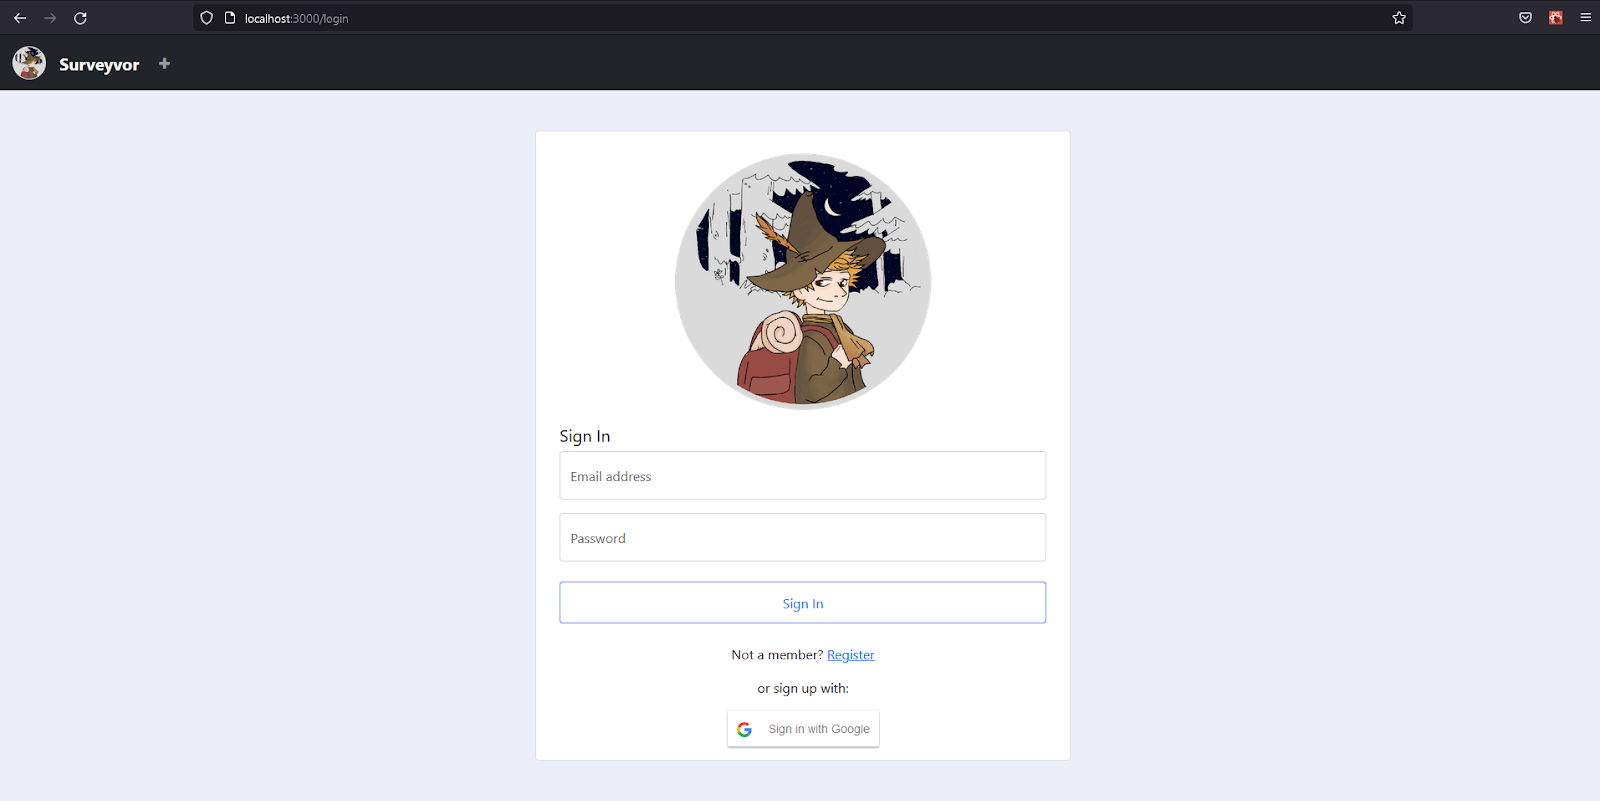 localhost:3000/login
Surveyvor +
Sign In
Email address
Password
Sign In
Not a member? Register
or sign up with:
Sign in with Google